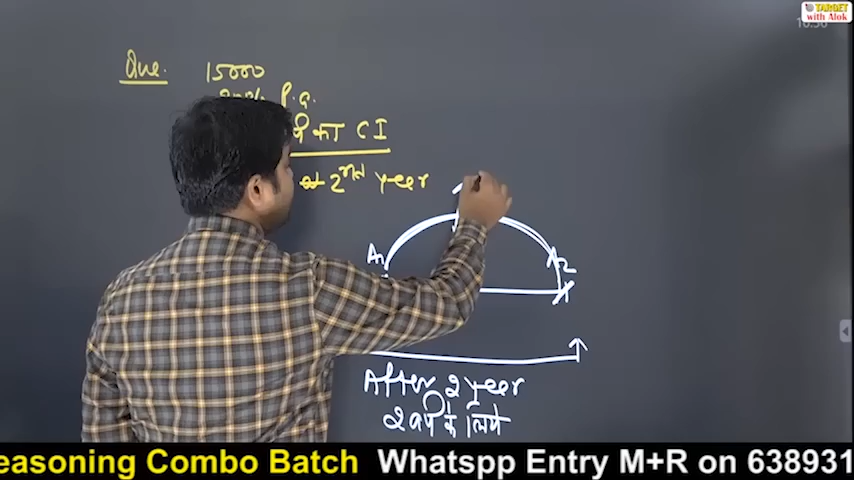 TARGET
with Alok
Que. 15000
P.a.
का CI
2nd year
A1
A2
After 2 year
2 वर्ष के लिये
easoning Combo Batch Whatspp Entry M+R on 638931